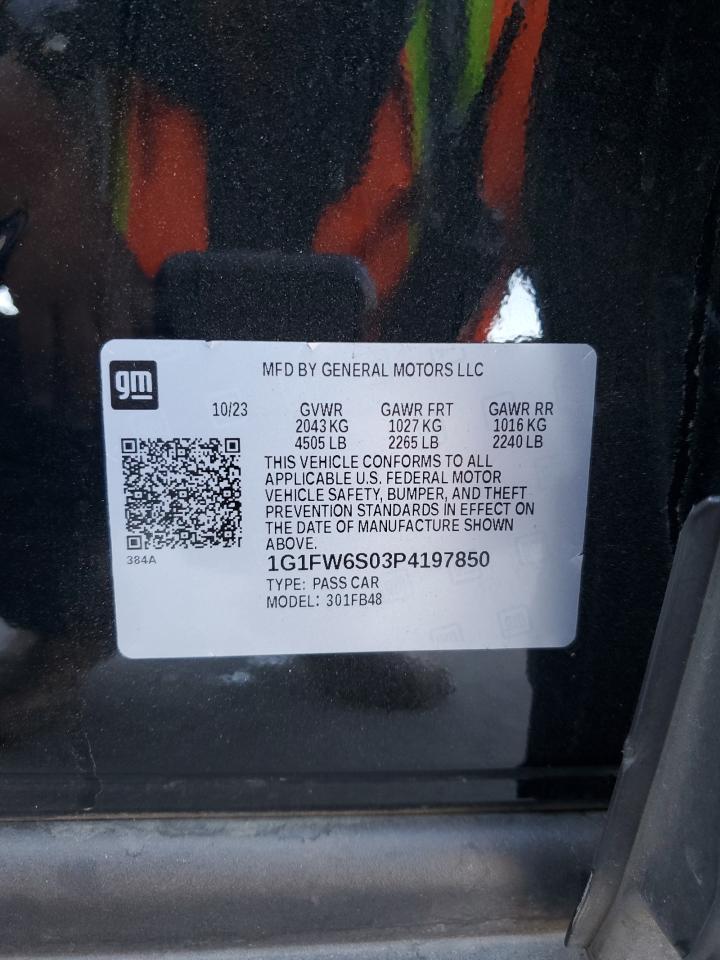 gm
MFD BY GENERAL MOTORS LLC
10/23 GVWR GAWR FRT GAWR RR
2043 KG 1027 KG 1016 KG
4505 LB 2265 LB 2240 LB
THIS VEHICLE CONFORMS TO ALL
APPLICABLE U.S. FEDERAL MOTOR
VEHICLE SAFETY, BUMPER, AND THEFT
PREVENTION STANDARDS IN EFFECT ON
THE DATE OF MANUFACTURE SHOWN
ABOVE.
384A
1G1FW6S03P4197850
TYPE: PASS CAR
MODEL: 301FB48